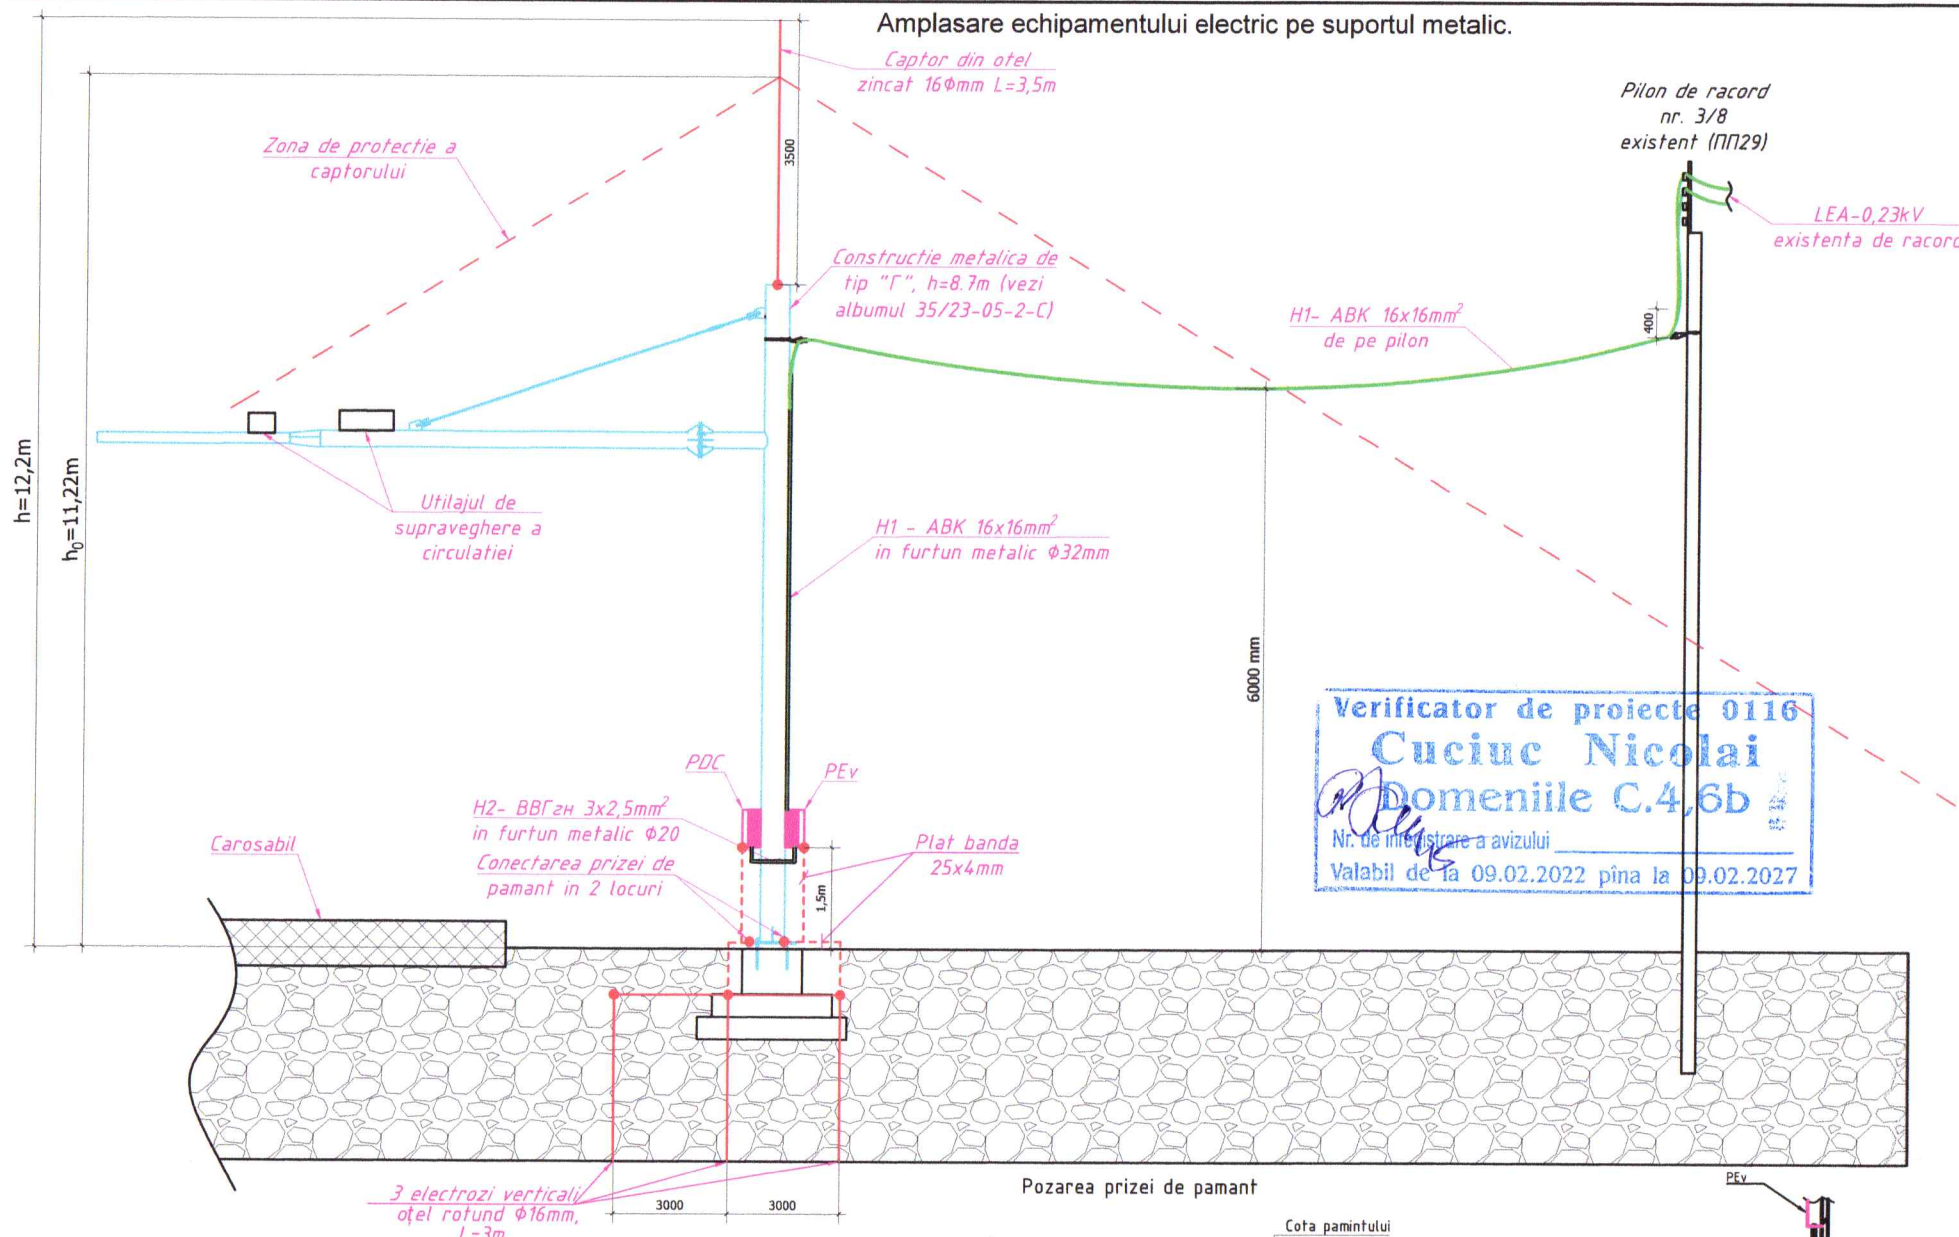 Amplasare echipamentului electric pe suportul metalic.
Captor din otel
zincat 16Φmm L=3,5m
Pilon de racord
nr. 3/8
existent (ПП29)
Zona de protectie a
captorului
3500
LEA-0,23kV
existenta de racord
Constructie metalica de
tip "Г", h=8.7m (vezi
albumul 35/23-05-2-C)
H1- ABK 16x16mm²
de pe pilon
400
h=12,2m
h₀=11,22m
Utilajul de
supraveghere a
circulatiei
H1 - ABK 16x16mm²
in furtun metalic Φ32mm
6000 mm
Verificator de proiecte 0116
Cuciuc Nicolai
Domeniile C.4,6b
Nr. de inregistrare a avizului
Valabil de la 09.02.2022 pîna la 09.02.2027
PDC
PEv
H2- ВВГгн 3x2,5mm²
in furtun metalic Φ20
Conectarea prizei de
pamant in 2 locuri
Plat banda
25x4mm
Carosabil
1,5m
3 electrozi verticali
oțel rotund Φ16mm,
L=3m
3000
3000
Pozarea prizei de pamant
PEv
Cota pamintului